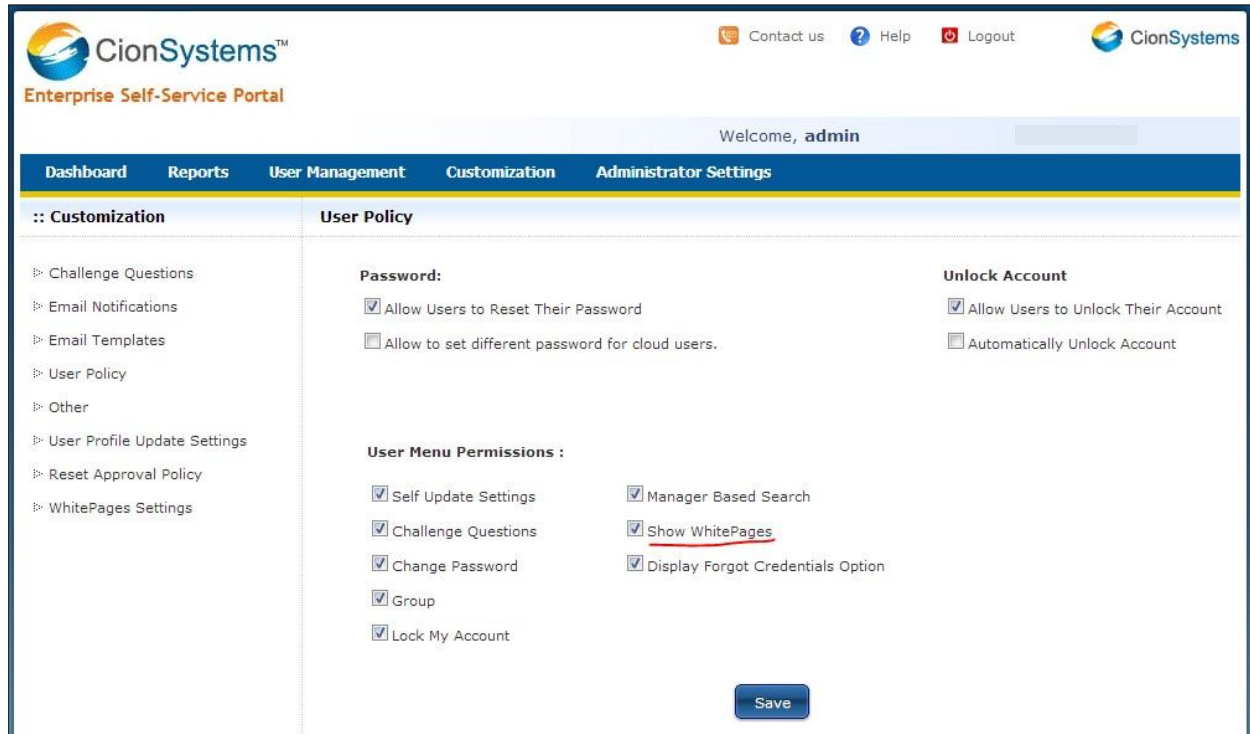 CionSystems™
Enterprise Self-Service Portal
Contact us Help Logout CionSystems
Welcome, admin
Dashboard Reports User Management Customization Administrator Settings
:: Customization
Challenge Questions
Email Notifications
Email Templates
User Policy
Other
User Profile Update Settings
Reset Approval Policy
WhitePages Settings
User Policy
Password:
Allow Users to Reset Their Password
Allow to set different password for cloud users.
Unlock Account
Allow Users to Unlock Their Account
Automatically Unlock Account
User Menu Permissions :
Self Update Settings
Challenge Questions
Change Password
Group
Lock My Account
Manager Based Search
Show WhitePages
Display Forgot Credentials Option
Save